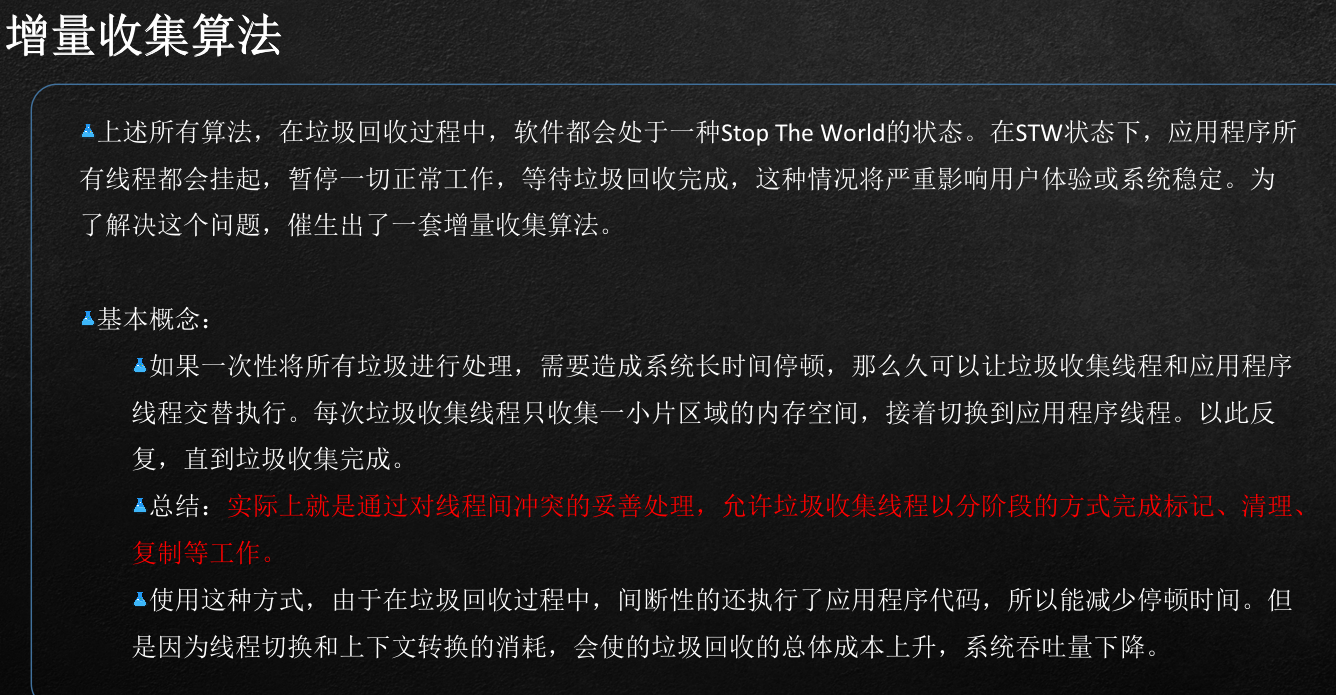 增量收集算法
上述所有算法，在垃圾回收过程中，软件都会处于一种Stop The World的状态。在STW状态下，应用程序所
有线程都会挂起，暂停一切正常工作，等待垃圾回收完成，这种情况将严重影响用户体验或系统稳定。为
了解决这个问题，催生出了一套增量收集算法。
基本概念：
如果一次性将所有垃圾进行处理，需要造成系统长时间停顿，那么久可以让垃圾收集线程和应用程序
线程交替执行。每次垃圾收集线程只收集一小片区域的内存空间，接着切换到应用程序线程。以此反
复，直到垃圾收集完成。
总结：实际上就是通过对线程间冲突的妥善处理，允许垃圾收集线程以分阶段的方式完成标记、清理、
复制等工作。
使用这种方式，由于在垃圾回收过程中，间断性的还执行了应用程序代码，所以能减少停顿时间。但
是因为线程切换和上下文转换的消耗，会使的垃圾回收的总体成本上升，系统吞吐量下降。